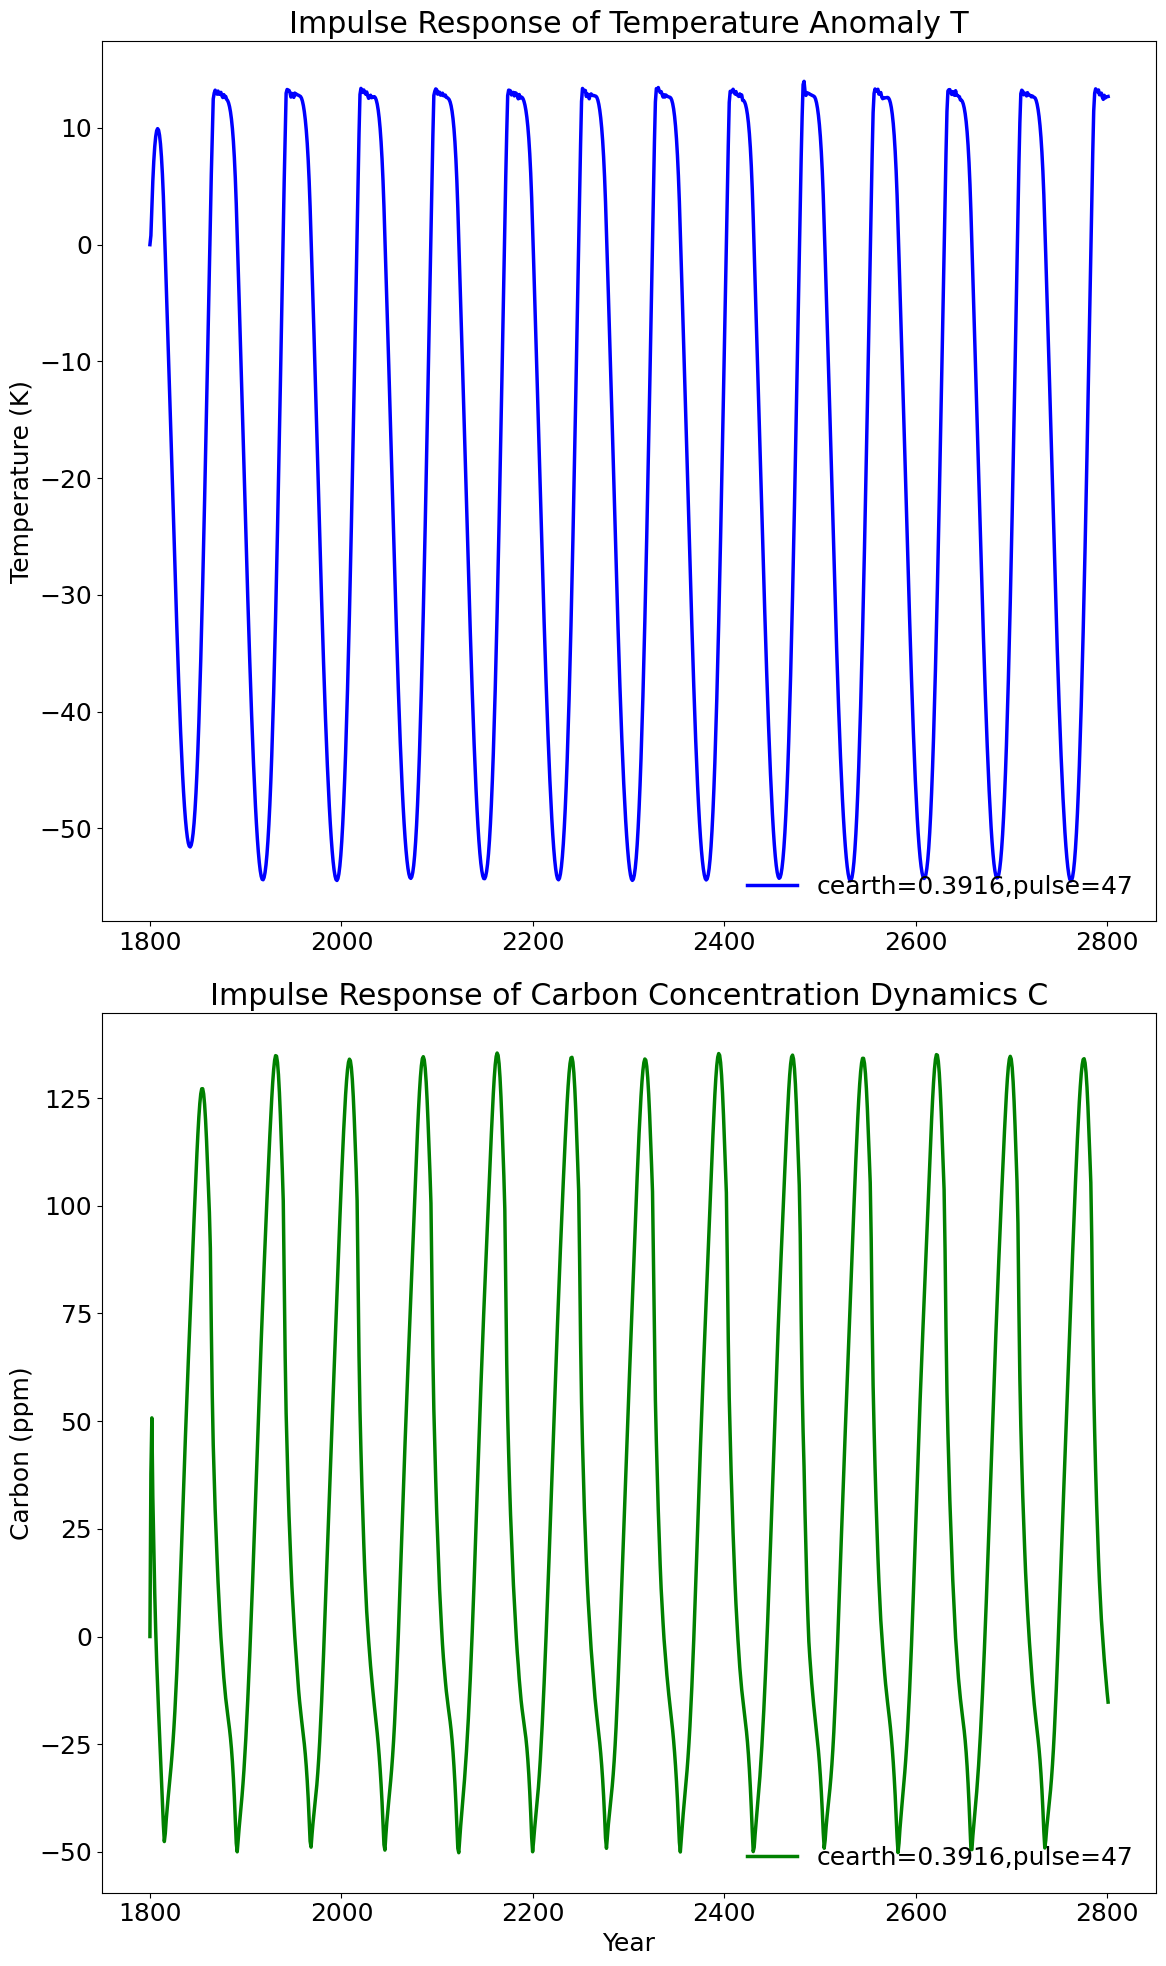 Impulse Response of Temperature Anomaly T
10
0
−10
−20
−30
−40
−50
Temperature (K)
cearth=0.3916,pulse=47
1800 2000 2200 2400 2600 2800
Impulse Response of Carbon Concentration Dynamics C
125
100
75
50
25
0
−25
−50
Carbon (ppm)
cearth=0.3916,pulse=47
1800 2000 2200 2400 2600 2800
Year